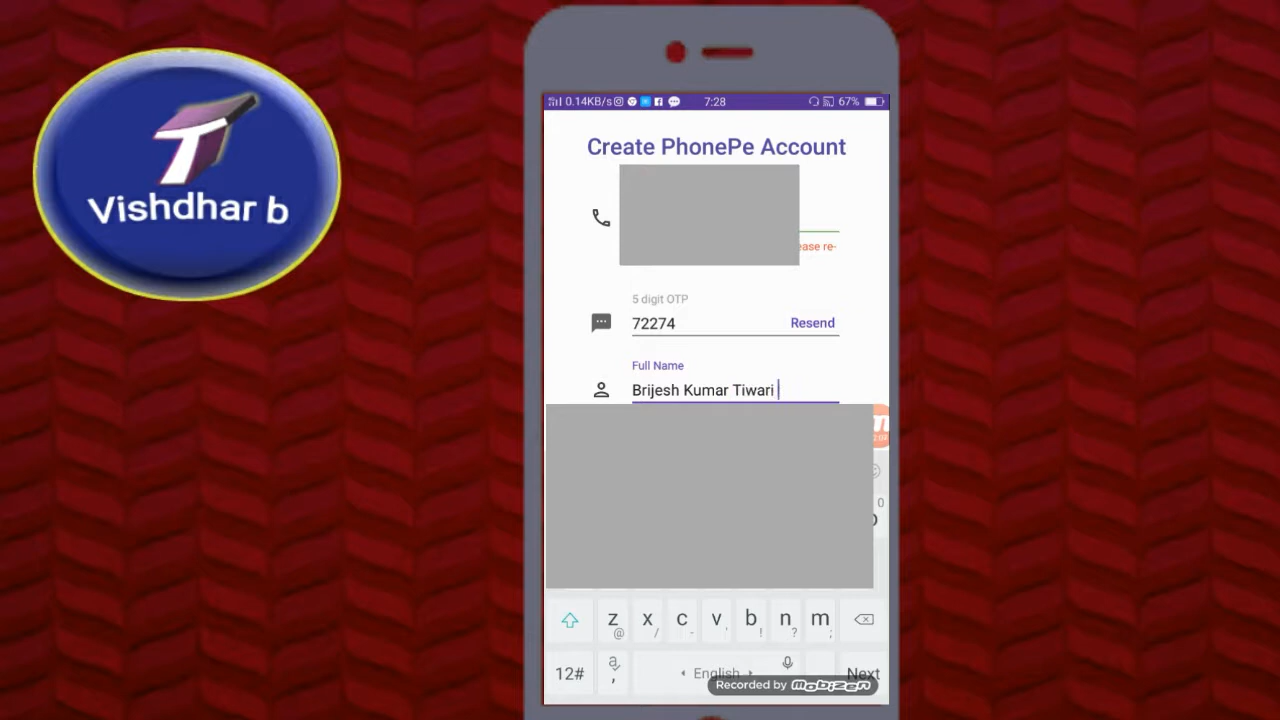 T
Vishdhar b
0.14KB/s
7:28
67%
Create PhonePe Account
ease re-
5 digit OTP
72274
Resend
Full Name
Brijesh Kumar Tiwari
0
z x c v b n m
@ / - ' ! ? ;
12#
a
,
English
Next
Recorded by mobizen